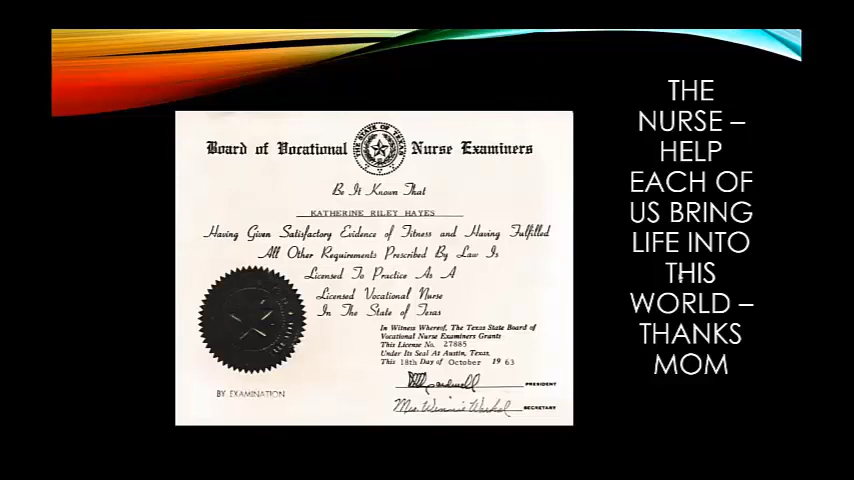 THE STATE OF TEXAS
Board of Vocational Nurse Examiners
Be It Known That
KATHERINE RILEY HAYES
Having Given Satisfactory Evidence of Fitness and Having Fulfilled
All Other Requirements Prescribed By Law Is
Licensed To Practice As A
Licensed Vocational Nurse
In The State of Texas
In Witness Whereof, The Texas State Board of
Vocational Nurse Examiners Grants
This License No. 27885
Under Its Seal At Austin, Texas,
This 18th Day of October 1963
PRESIDENT
Mrs. Winnie
SECRETARY
BY EXAMINATION
THE
NURSE –
HELP
EACH OF
US BRING
LIFE INTO
THIS
WORLD –
THANKS
MOM